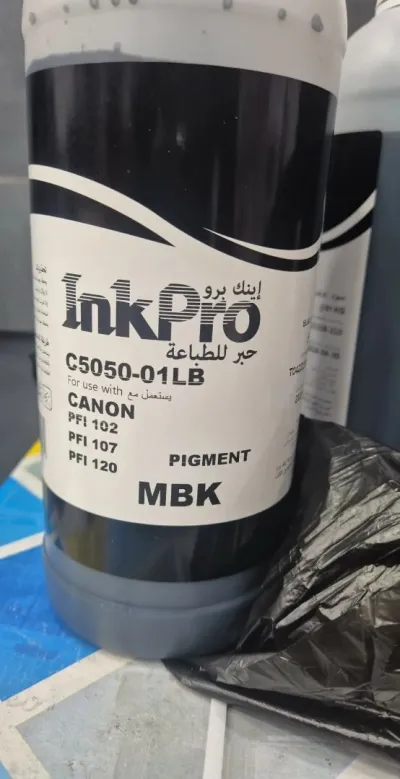 إينك برو
InkPro
حبر للطباعة
C5050-01LB
For use with يستعمل مع
CANON
PFI 102
PFI 107
PFI 120
PIGMENT
MBK